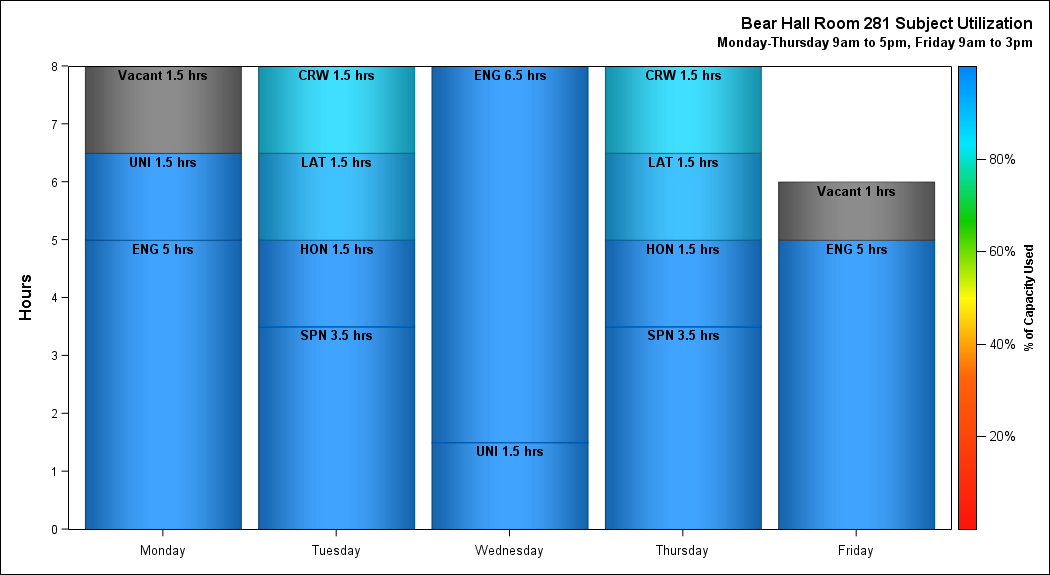 Bear Hall Room 281 Subject Utilization
Monday-Thursday 9am to 5pm, Friday 9am to 3pm
Hours
8
7
6
5
4
3
2
1
0
Vacant 1.5 hrs
UNI 1.5 hrs
ENG 5 hrs
CRW 1.5 hrs
LAT 1.5 hrs
HON 1.5 hrs
SPN 3.5 hrs
ENG 6.5 hrs
UNI 1.5 hrs
CRW 1.5 hrs
LAT 1.5 hrs
HON 1.5 hrs
SPN 3.5 hrs
Vacant 1 hrs
ENG 5 hrs
Monday
Tuesday
Wednesday
Thursday
Friday
80%
60%
40%
20%
% of Capacity Used